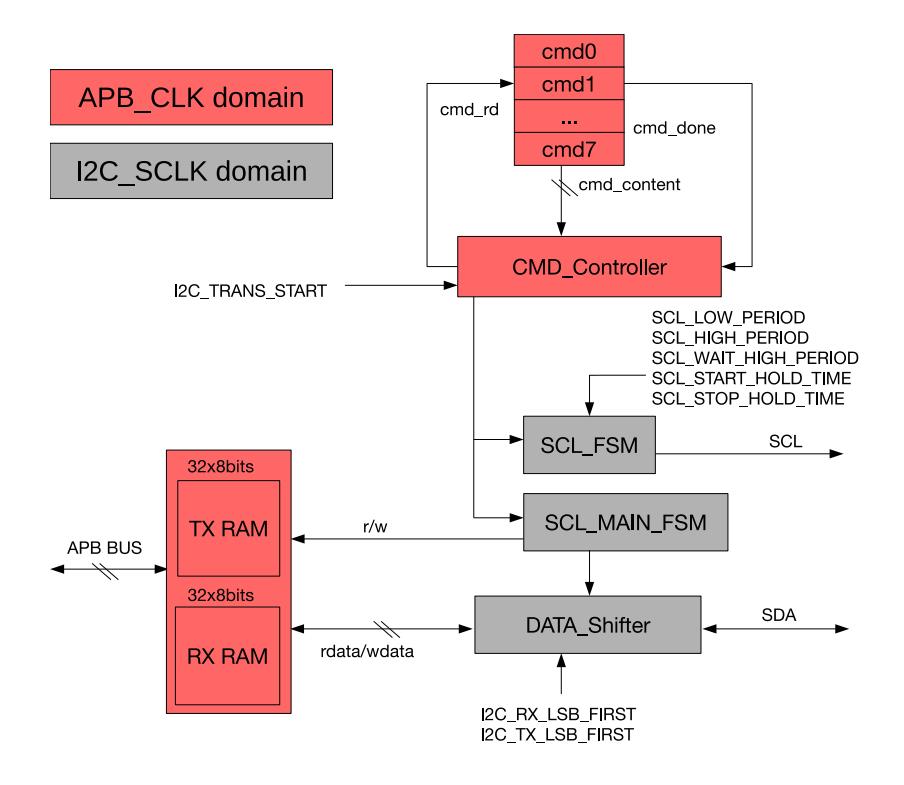 cmd0
APB_CLK domain
cmd1
cmd_rd
...
cmd_done
I2C_SCLK domain
cmd7
cmd_content
CMD_Controller
I2C_TRANS_START
SCL_LOW_PERIOD
SCL_HIGH_PERIOD
SCL_WAIT_HIGH_PERIOD
SCL_START_HOLD_TIME
SCL_STOP_HOLD_TIME
SCL_FSM
SCL
32x8bits
TX RAM
r/w
SCL_MAIN_FSM
APB BUS
32x8bits
RX RAM
rdata/wdata
DATA_Shifter
SDA
I2C_RX_LSB_FIRST
I2C_TX_LSB_FIRST